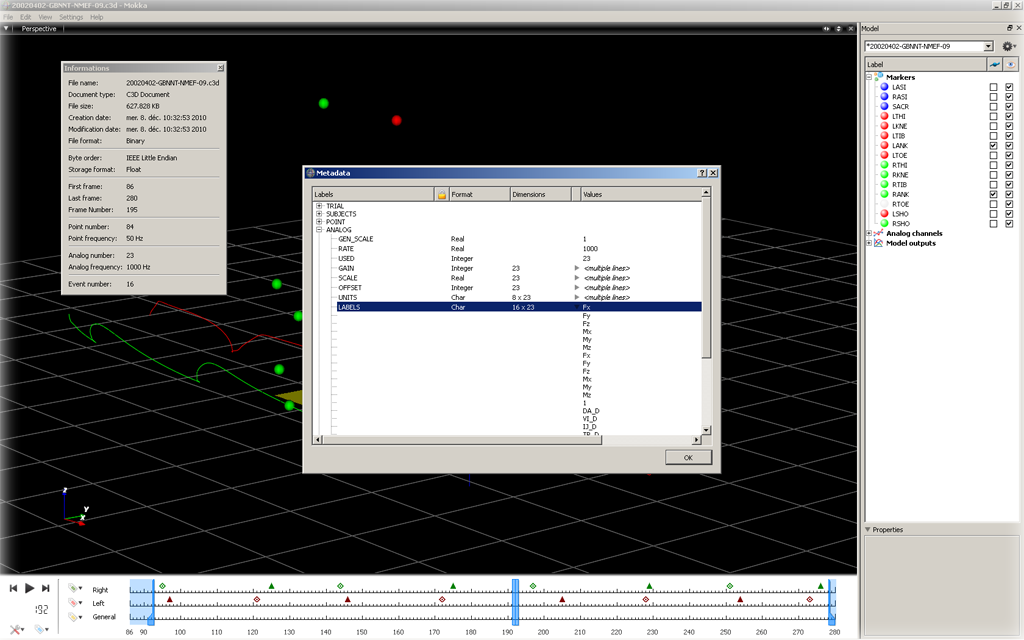 20020402-GBNNT-NMEF-09.c3d - Mokka
File Edit View Settings Help
Perspective
Informations
File name: 20020402-GBNNT-NMEF-09.c3d
Document type: C3D Document
File size: 627.828 KB
Creation date: mer. 8. déc. 10:32:53 2010
Modification date: mer. 8. déc. 10:32:53 2010
File format: Binary
Byte order: IEEE Little Endian
Storage format: Float
First frame: 86
Last frame: 280
Frame Number: 195
Point number: 84
Point frequency: 50 Hz
Analog number: 23
Analog frequency: 1000 Hz
Event number: 16
Metadata
Labels Format Dimensions Values
TRIAL
SUBJECTS
POINT
ANALOG
GEN_SCALE Real 1
RATE Real 1000
USED Integer 23
GAIN Integer 23 <multiple lines>
SCALE Real 23 <multiple lines>
OFFSET Integer 23 <multiple lines>
UNITS Char 8 x 23 <multiple lines>
LABELS Char 16 x 23 Fx
Fy
Fz
Mx
My
Mz
Fx
Fy
Fz
Mx
My
Mz
1
DA_D
VI_D
IJ_D
TB_D
OK
Model
*20020402-GBNNT-NMEF-09
Label
Markers
LASI
RASI
SACR
LTHI
LKNE
LTIB
LANK
LTOE
RTHI
RKNE
RTIB
RANK
RTOE
LSHO
RSHO
Analog channels
Model outputs
Properties
z
Y
X
192
Right
Left
General
86 90 100 110 120 130 140 150 160 170 180 190 200 210 220 230 240 250 260 270 280